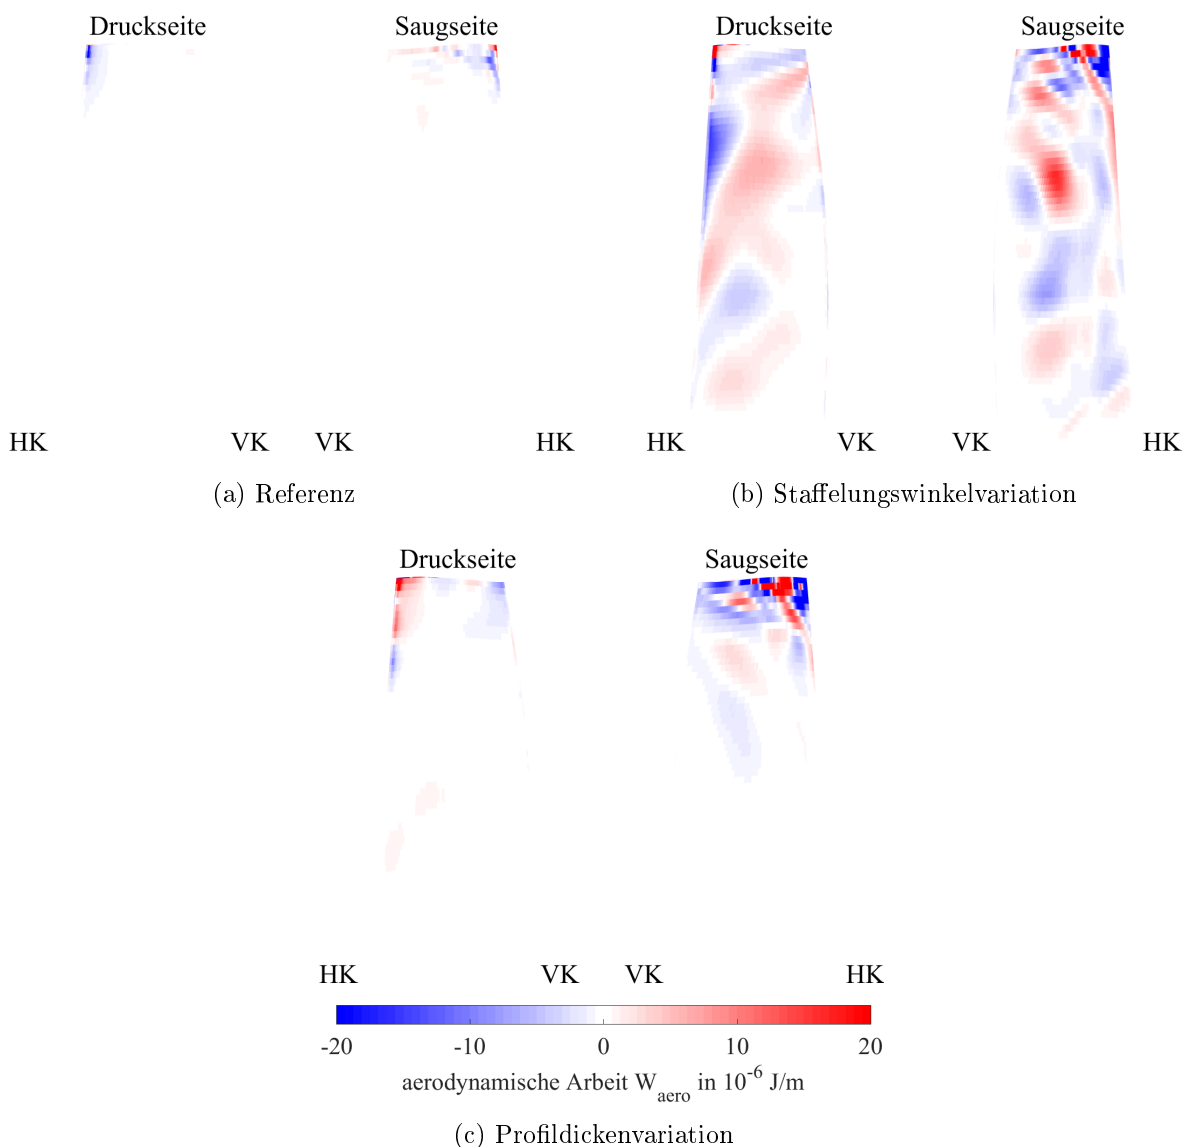 Druckseite Saugseite Druckseite Saugseite
HK VK VK HK HK VK VK HK
(a) Referenz (b) Staffelungswinkelvariation
Druckseite Saugseite
HK VK VK HK
-20 -10 0 10 20
aerodynamische Arbeit W_aero in 10^-6 J/m
(c) Profildickenvariation